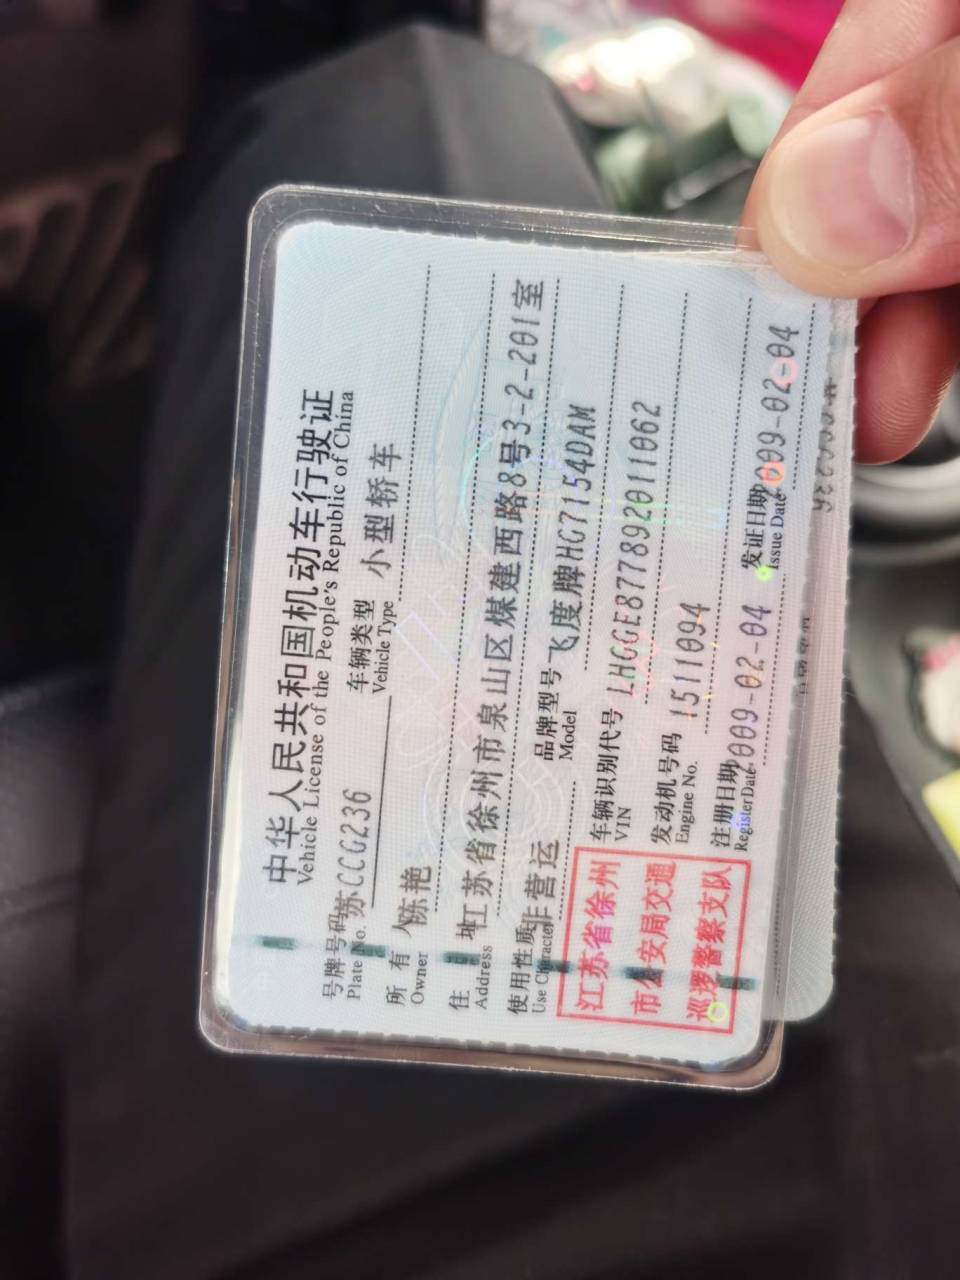 中华人民共和国机动车行驶证
Vehicle License of the People's Republic of China
号牌号码 苏CCG236 车辆类型 小型轿车
Plate No. Vehicle Type
所有人 陈艳
Owner
住址 江苏省徐州市泉山区煤建西路8号3-2-201室
Address
使用性质 非营运 品牌型号 飞度牌HG7154DAM
Use Character Model
江苏省徐州市公安局交通巡逻警察支队
车辆识别代号 LHGGE877892011062
VIN
发动机号码 1511094
Engine No.
注册日期 2009-02-04 发证日期 2009-02-04
Register Date Issue Date